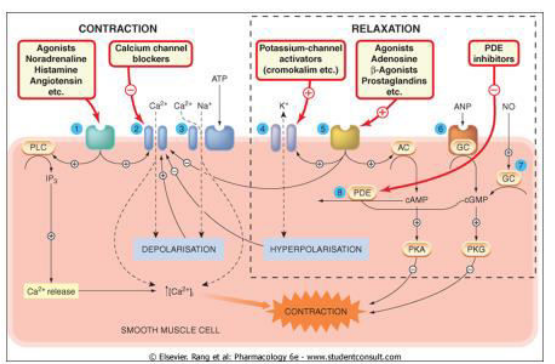 CONTRACTION
RELAXATION
Agonists
Noradrenaline
Histamine
Angiotensin
etc.
Calcium channel
blockers
Potassium-channel
activators
(cromokalim etc.)
Agonists
Adenosine
β-Agonists
Prostaglandins
etc.
PDE
inhibitors
ATP
Ca²⁺
Ca²⁺
Na⁺
K⁺
ANP
NO
1
2
3
4
5
6
7
8
PLC
AC
GC
GC
IP₃
PDE
cAMP
cGMP
DEPOLARISATION
HYPERPOLARISATION
PKA
PKG
Ca²⁺ release
↑[Ca²⁺]ᵢ
CONTRACTION
SMOOTH MUSCLE CELL
© Elsevier. Rang et al: Pharmacology 6e - www.studentconsult.com